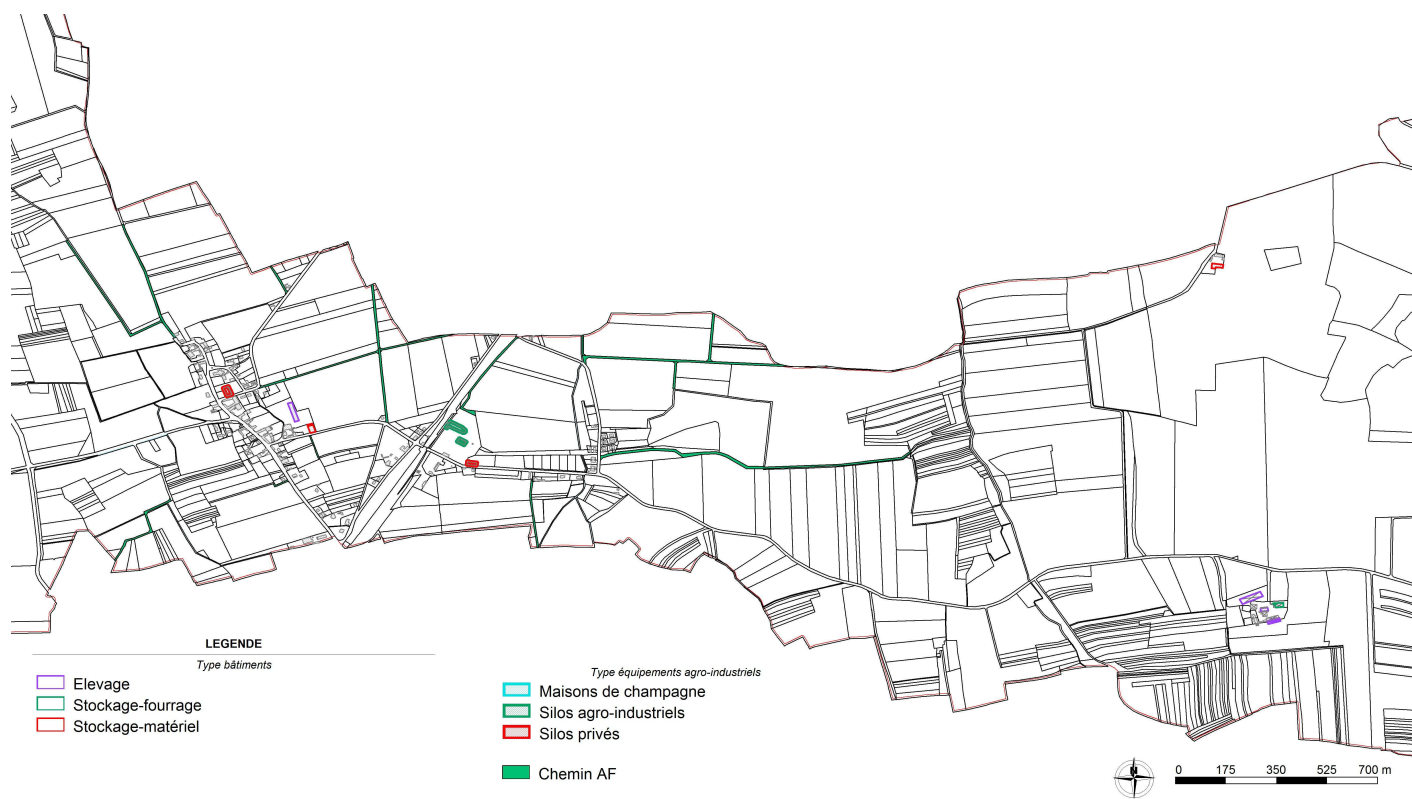 LEGENDE
Type bâtiments
Elevage
Stockage-fourrage
Stockage-matériel
Type équipements agro-industriels
Maisons de champagne
Silos agro-industriels
Silos privés
Chemin AF
N
0 175 350 525 700 m